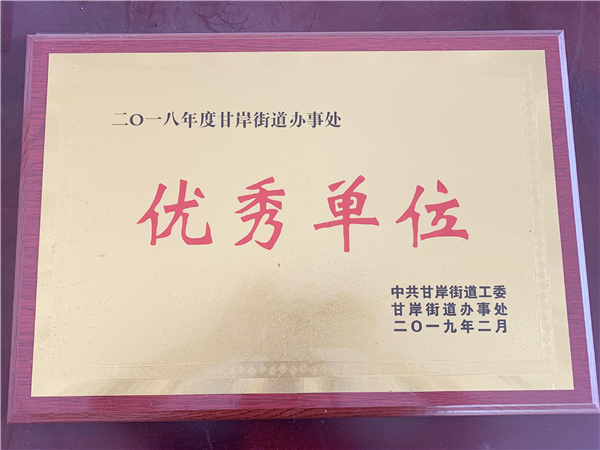 二〇一八年度甘岸街道办事处
优秀单位
中共甘岸街道工委
甘岸街道办事处
二〇一九年二月